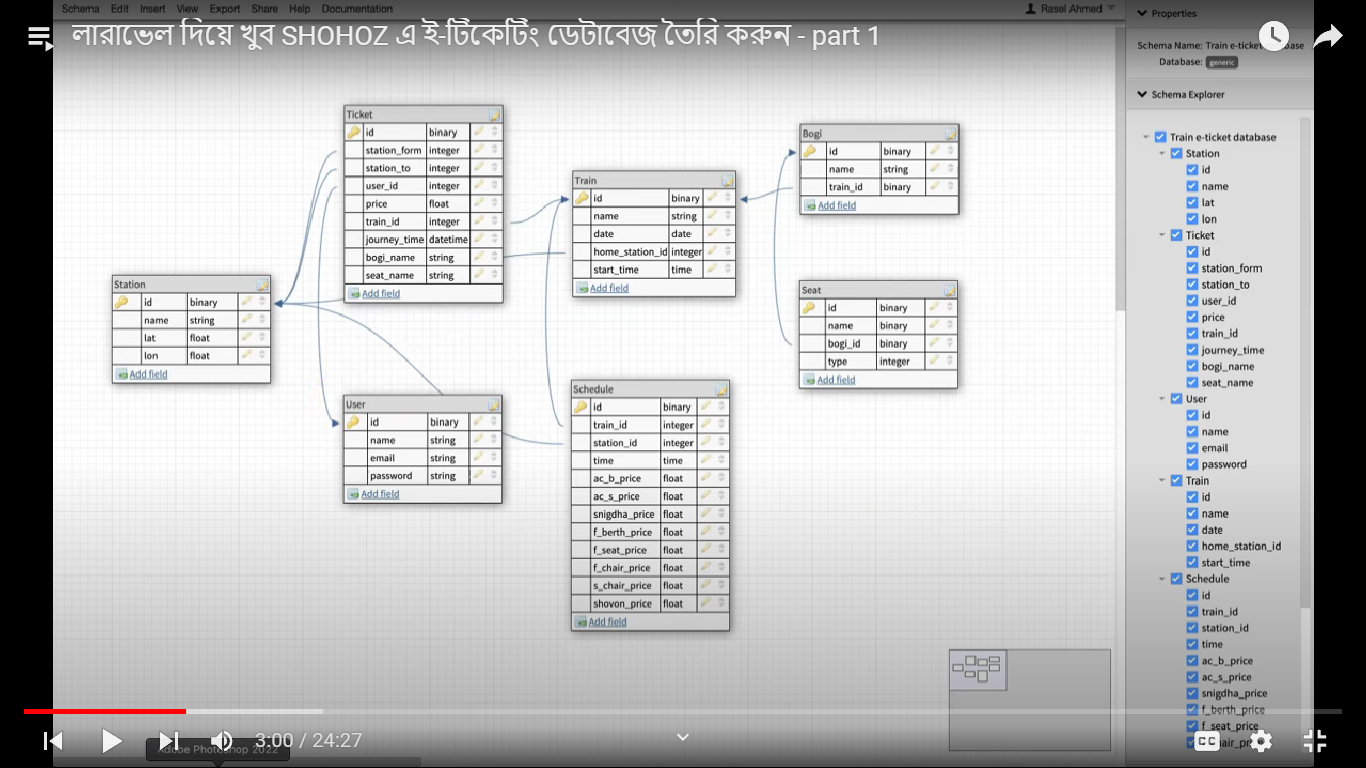 Schema Edit Insert View Export Share Help Documentation
Rasel Ahmed
লারাভেল দিয়ে খুব SHOHOZ এ ই-টিকেটিং ডেটাবেজ তৈরি করুন - part 1
Properties
Schema Name: Train e-ticket database
Database: generic
Schema Explorer
Ticket
id binary
station_form integer
station_to integer
user_id integer
price float
train_id integer
journey_time datetime
bogi_name string
seat_name string
Add field
Train
id binary
name string
date date
home_station_id integer
start_time time
Add field
Bogi
id binary
name string
train_id binary
Add field
Station
id binary
name string
lat float
lon float
Add field
Seat
id binary
name binary
bogi_id binary
type integer
Add field
User
id binary
name string
email string
password string
Add field
Schedule
id binary
train_id integer
station_id integer
time time
ac_b_price float
ac_s_price float
snigdha_price float
f_berth_price float
f_seat_price float
f_chair_price float
s_chair_price float
shovon_price float
Add field
Train e-ticket database
Station
id
name
lat
lon
Ticket
id
station_form
station_to
user_id
price
train_id
journey_time
bogi_name
seat_name
User
id
name
email
password
Train
id
name
date
home_station_id
start_time
Schedule
id
train_id
station_id
time
ac_b_price
ac_s_price
snigdha_price
f_berth_price
f_seat_price
3:00 / 24:27
Adobe Photoshop 2022
CC